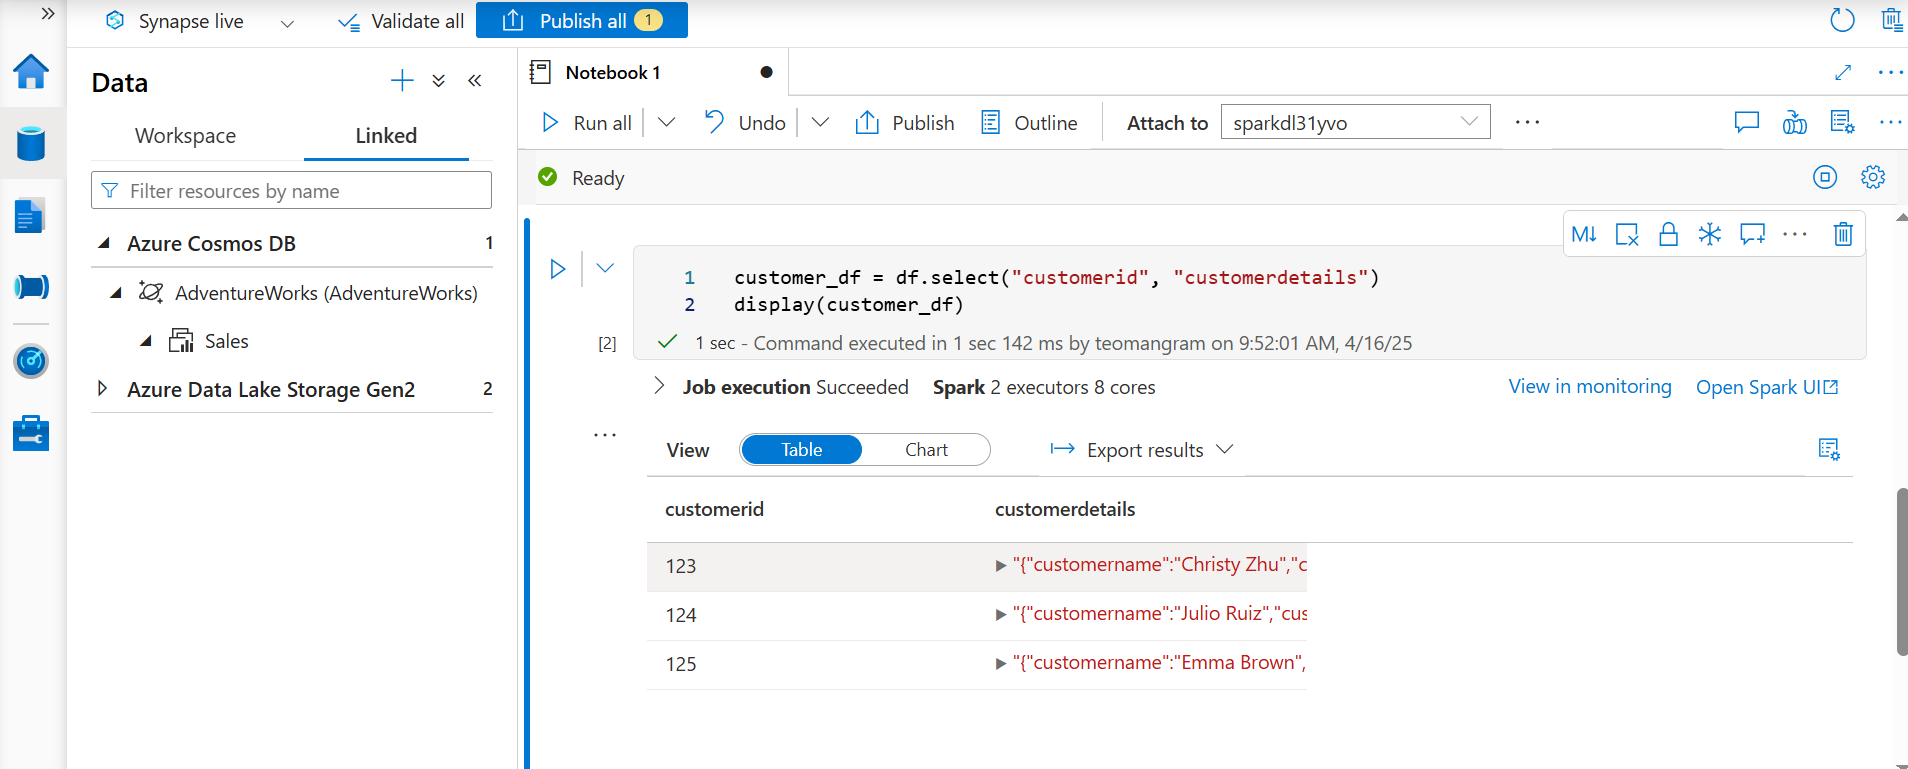 Synapse live
Validate all
Publish all 1
Data
Workspace
Linked
Filter resources by name
Azure Cosmos DB 1
AdventureWorks (AdventureWorks)
Sales
Azure Data Lake Storage Gen2 2
Notebook 1
Run all
Undo
Publish
Outline
Attach to
sparkdl31yvo
Ready
M↓
1 customer_df = df.select("customerid", "customerdetails")
2 display(customer_df)
[2]
1 sec - Command executed in 1 sec 142 ms by teomangram on 9:52:01 AM, 4/16/25
Job execution Succeeded Spark 2 executors 8 cores
View in monitoring
Open Spark UI
View
Table
Chart
Export results
customerid customerdetails
123 "{"customername":"Christy Zhu","c
124 "{"customername":"Julio Ruiz","cus
125 "{"customername":"Emma Brown",